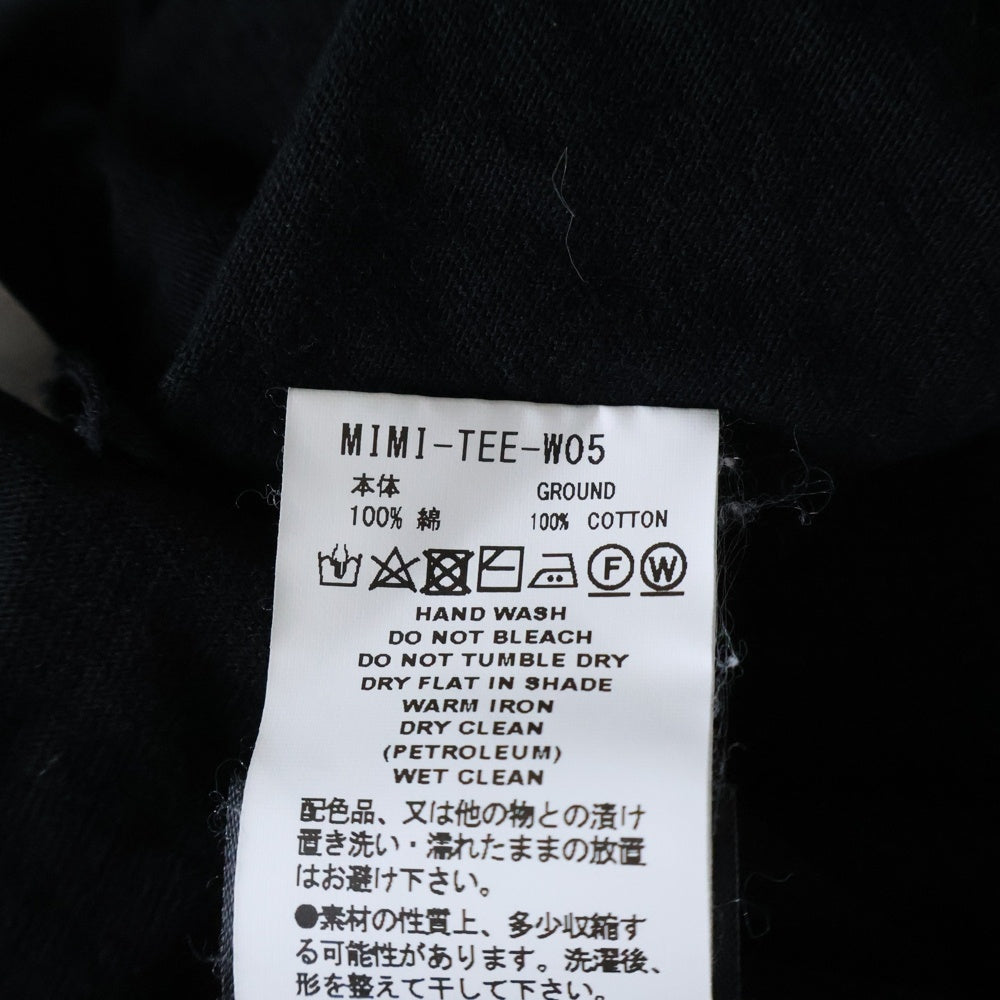 MIMI-TEE-W05
本体 GROUND
100% 綿 100% COTTON
F W
HAND WASH
DO NOT BLEACH
DO NOT TUMBLE DRY
DRY FLAT IN SHADE
WARM IRON
DRY CLEAN
(PETROLEUM)
WET CLEAN
配色品、又は他の物との漬け
置き洗い・濡れたままの放置
はお避け下さい。
●素材の性質上、多少収縮す
る可能性があります。洗濯後、
形を整えて干して下さい。